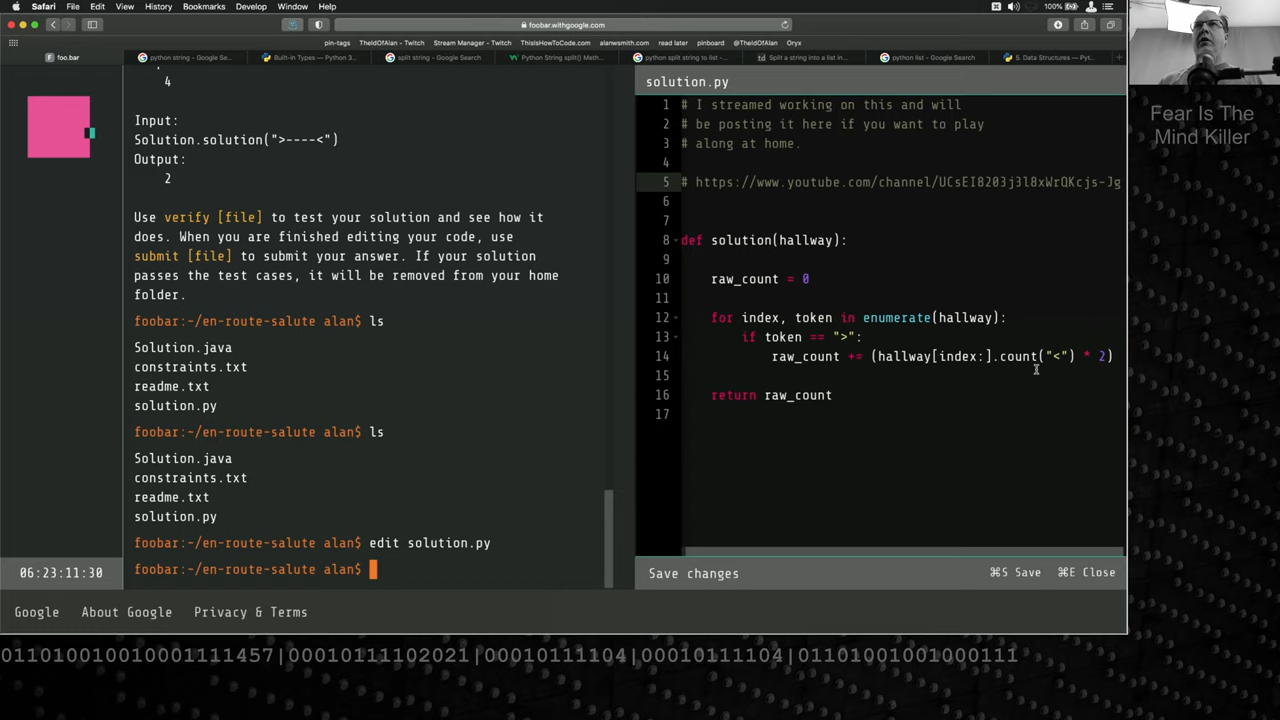 Safari File Edit View History Bookmarks Develop Window Help
100%
foobar.withgoogle.com
pin-tags TheIdOfAlan - Twitch Stream Manager - Twitch ThisIsHowToCode.com alanwsmith.com read later pinboard @TheIdOfAlan Oryx
foo.bar
python string - Google Se...
Built-in Types — Python 3...
split string - Google Search
Python String split() Meth...
python split string to list -...
Split a string into a list in...
python list - Google Search
5. Data Structures — Pyt...
4
Input:
Solution.solution(">----<")
Output:
2
Use verify [file] to test your solution and see how it
does. When you are finished editing your code, use
submit [file] to submit your answer. If your solution
passes the test cases, it will be removed from your home
folder.
foobar:~/en-route-salute alan$ ls
Solution.java
constraints.txt
readme.txt
solution.py
foobar:~/en-route-salute alan$ ls
Solution.java
constraints.txt
readme.txt
solution.py
foobar:~/en-route-salute alan$ edit solution.py
foobar:~/en-route-salute alan$
06:23:11:30
solution.py
1 # I streamed working on this and will
2 # be posting it here if you want to play
3 # along at home.
4
5 # https://www.youtube.com/channel/UCsEI8203j3l8xWrQKcjs-Jg
6
7
8 def solution(hallway):
9
10 raw_count = 0
11
12 for index, token in enumerate(hallway):
13 if token == ">":
14 raw_count += (hallway[index:].count("<") * 2)
15
16 return raw_count
17
Save changes ⌘S Save ⌘E Close
Google About Google Privacy & Terms
Fear Is The
Mind Killer
011010010010001111457|00010111102021|00010111104|00010111104|0110100100100011​1